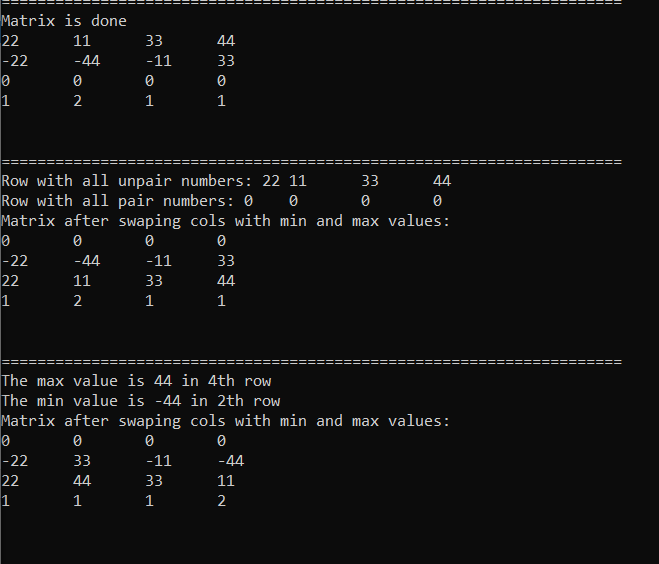 =====================================================================
Matrix is done
22 11 33 44
-22 -44 -11 33
0 0 0 0
1 2 1 1
=====================================================================
Row with all unpair numbers: 22 11 33 44
Row with all pair numbers: 0 0 0 0
Matrix after swaping cols with min and max values:
0 0 0 0
-22 -44 -11 33
22 11 33 44
1 2 1 1
=====================================================================
The max value is 44 in 4th row
The min value is -44 in 2th row
Matrix after swaping cols with min and max values:
0 0 0 0
-22 33 -11 -44
22 44 33 11
1 1 1 2